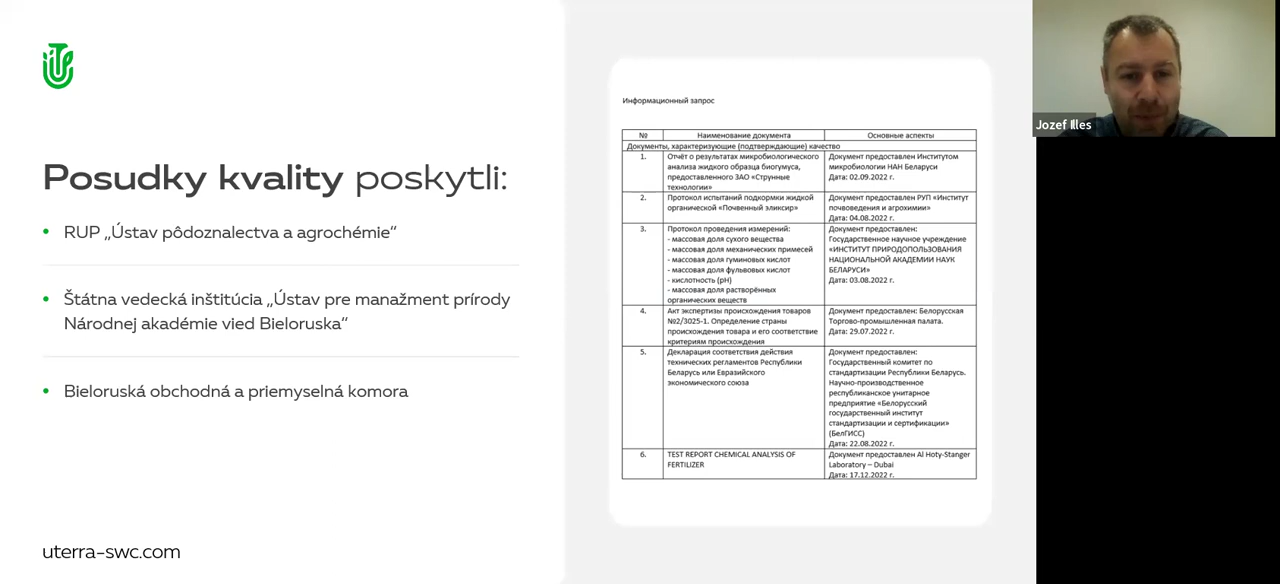 Posudky kvality poskytli:
• RUP „Ústav pôdoznalectva a agrochémie“
• Štátna vedecká inštitúcia „Ústav pre manažment prírody
Národnej akadémie vied Bieloruska“
• Bieloruská obchodná a priemyselná komora
uterra-swc.com
Информационный запрос
№ Наименование документа Основные аспекты
Документы, характеризующие (подтверждающие) качество
1. Отчёт о результатах микробиологического
анализа жидкого образца биогумуса,
предоставленного ЗАО «Струнные
технологии»
Документ предоставлен Институтом
микробиологии НАН Беларуси
Дата: 02.09.2022 г.
2. Протокол испытаний подкормки жидкой
органической «Почвенный эликсир»
Документ предоставлен РУП «Институт
почвоведения и агрохимии»
Дата: 04.08.2022 г.
3. Протокол проведения измерений:
- массовая доля сухого вещества
- массовая доля механических примесей
- массовая доля гуминовых кислот
- массовая доля фульвовых кислот
- кислотность (pH)
- массовая доля растворённых
органических веществ
Документ предоставлен:
Государственное научное учреждение
«ИНСТИТУТ ПРИРОДОПОЛЬЗОВАНИЯ
НАЦИОНАЛЬНОЙ АКАДЕМИИ НАУК
БЕЛАРУСИ»
Дата: 03.08.2022 г.
4. Акт экспертизы происхождения товаров
№2/3025-1. Определение страны
происхождения товара и его соответствие
критериям происхождения
Документ предоставлен: Белорусская
Торгово-промышленная палата.
Дата: 29.07.2022 г.
5. Декларация соответствия действия
технических регламентов Республики
Беларусь или Евразийского
экономического союза
Документ предоставлен:
Государственный комитет по
стандартизации Республики Беларусь.
Научно-производственное
республиканское унитарное
предприятие «Белорусский
государственный институт
стандартизации и сертификации»
(БелГИСС)
Дата: 22.08.2022 г.
6. TEST REPORT CHEMICAL ANALYSIS OF
FERTILIZER
Документ предоставлен Al Hoty-Stanger
Laboratory – Dubai
Дата: 17.12.2022 г.
Jozef Illes